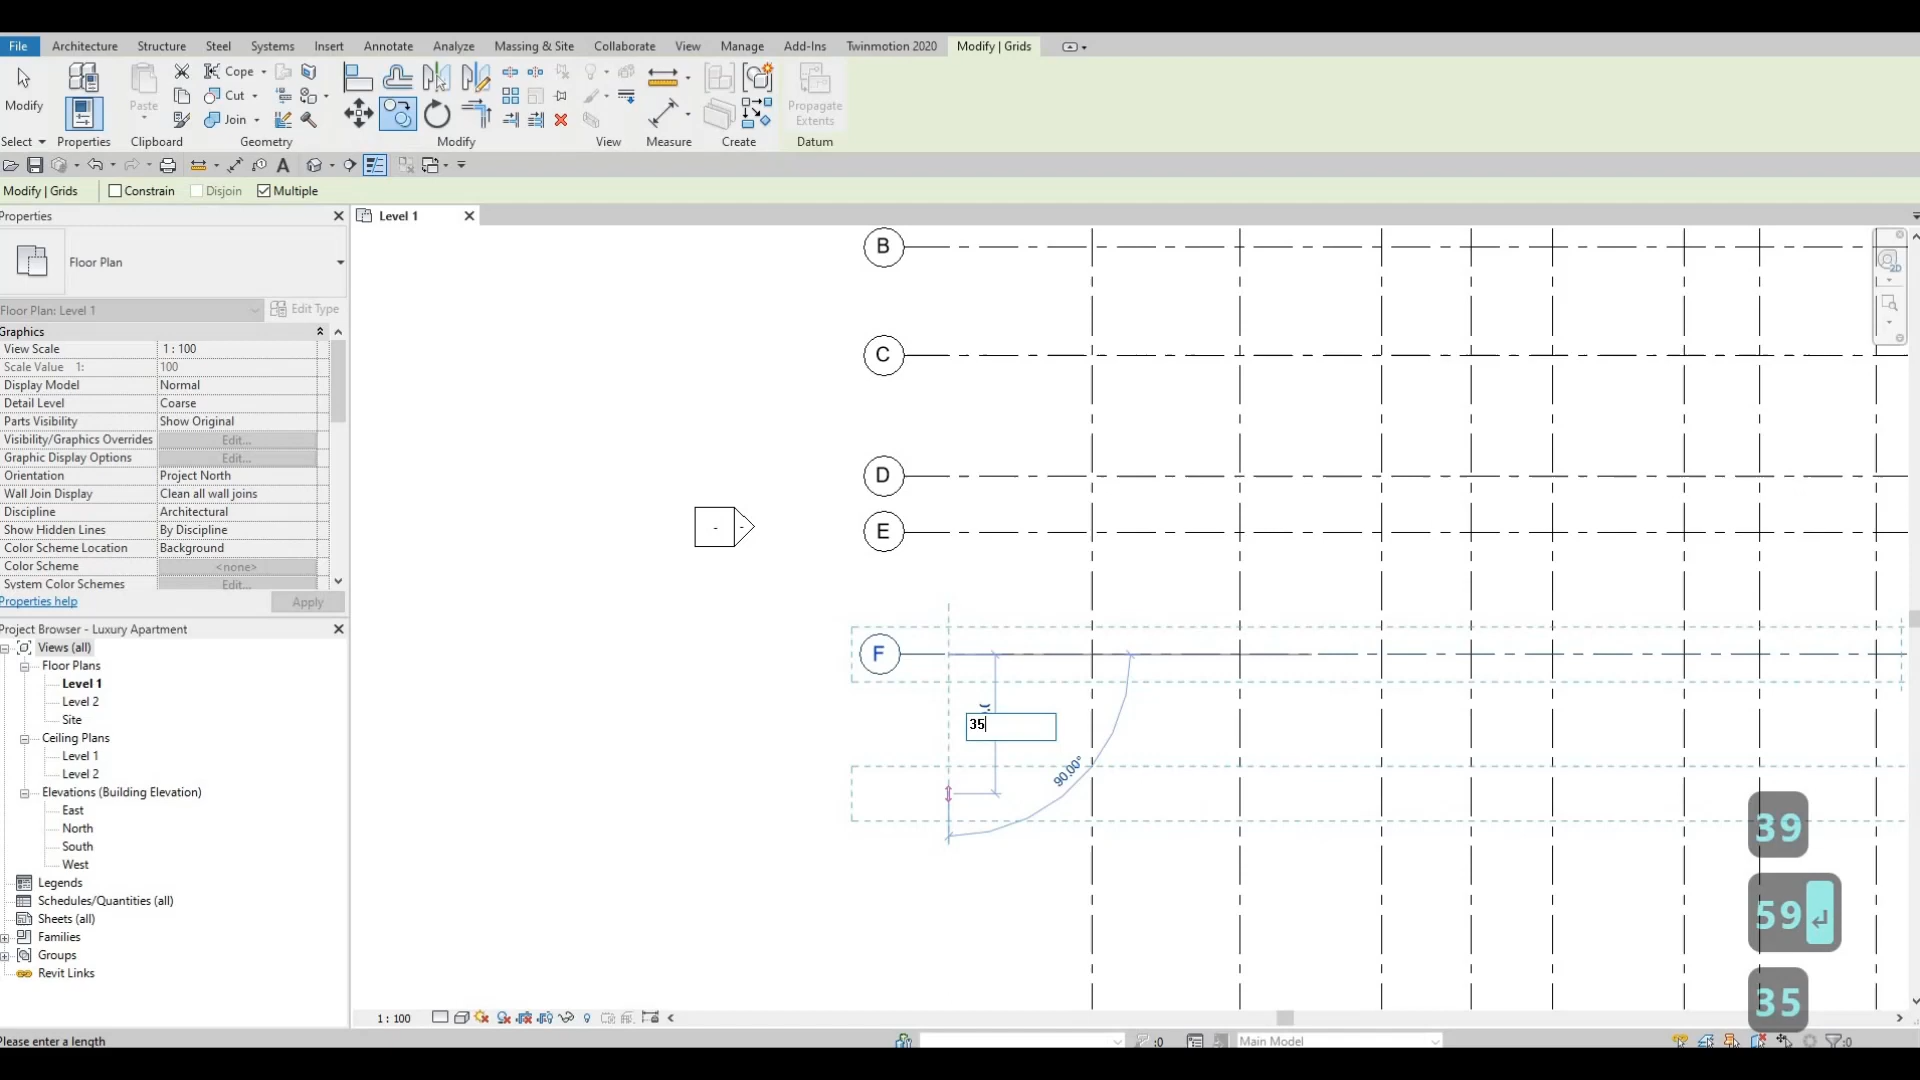 File Architecture Structure Steel Systems Insert Annotate Analyze Massing & Site Collaborate View Manage Add-Ins Twinmotion 2020 Modify | Grids
Modify
Paste
Cope
Cut
Join
Propagate
Extents
Select Properties Clipboard Geometry Modify View Measure Create Datum
Modify | Grids Constrain Disjoin Multiple
Properties
Level 1
Floor Plan
Floor Plan: Level 1 Edit Type
Graphics
View Scale 1 : 100
Scale Value 1: 100
Display Model Normal
Detail Level Coarse
Parts Visibility Show Original
Visibility/Graphics Overrides Edit...
Graphic Display Options Edit...
Orientation Project North
Wall Join Display Clean all wall joins
Discipline Architectural
Show Hidden Lines By Discipline
Color Scheme Location Background
Color Scheme <none>
System Color Schemes Edit...
Properties help Apply
Project Browser - Luxury Apartment
Views (all)
Floor Plans
Level 1
Level 2
Site
Ceiling Plans
Level 1
Level 2
Elevations (Building Elevation)
East
North
South
West
Legends
Schedules/Quantities (all)
Sheets (all)
Families
Groups
Revit Links
B
C
D
E
F
2D
35
90.00°
39
59
35
1 : 100
Please enter a length
:0
Main Model
:0